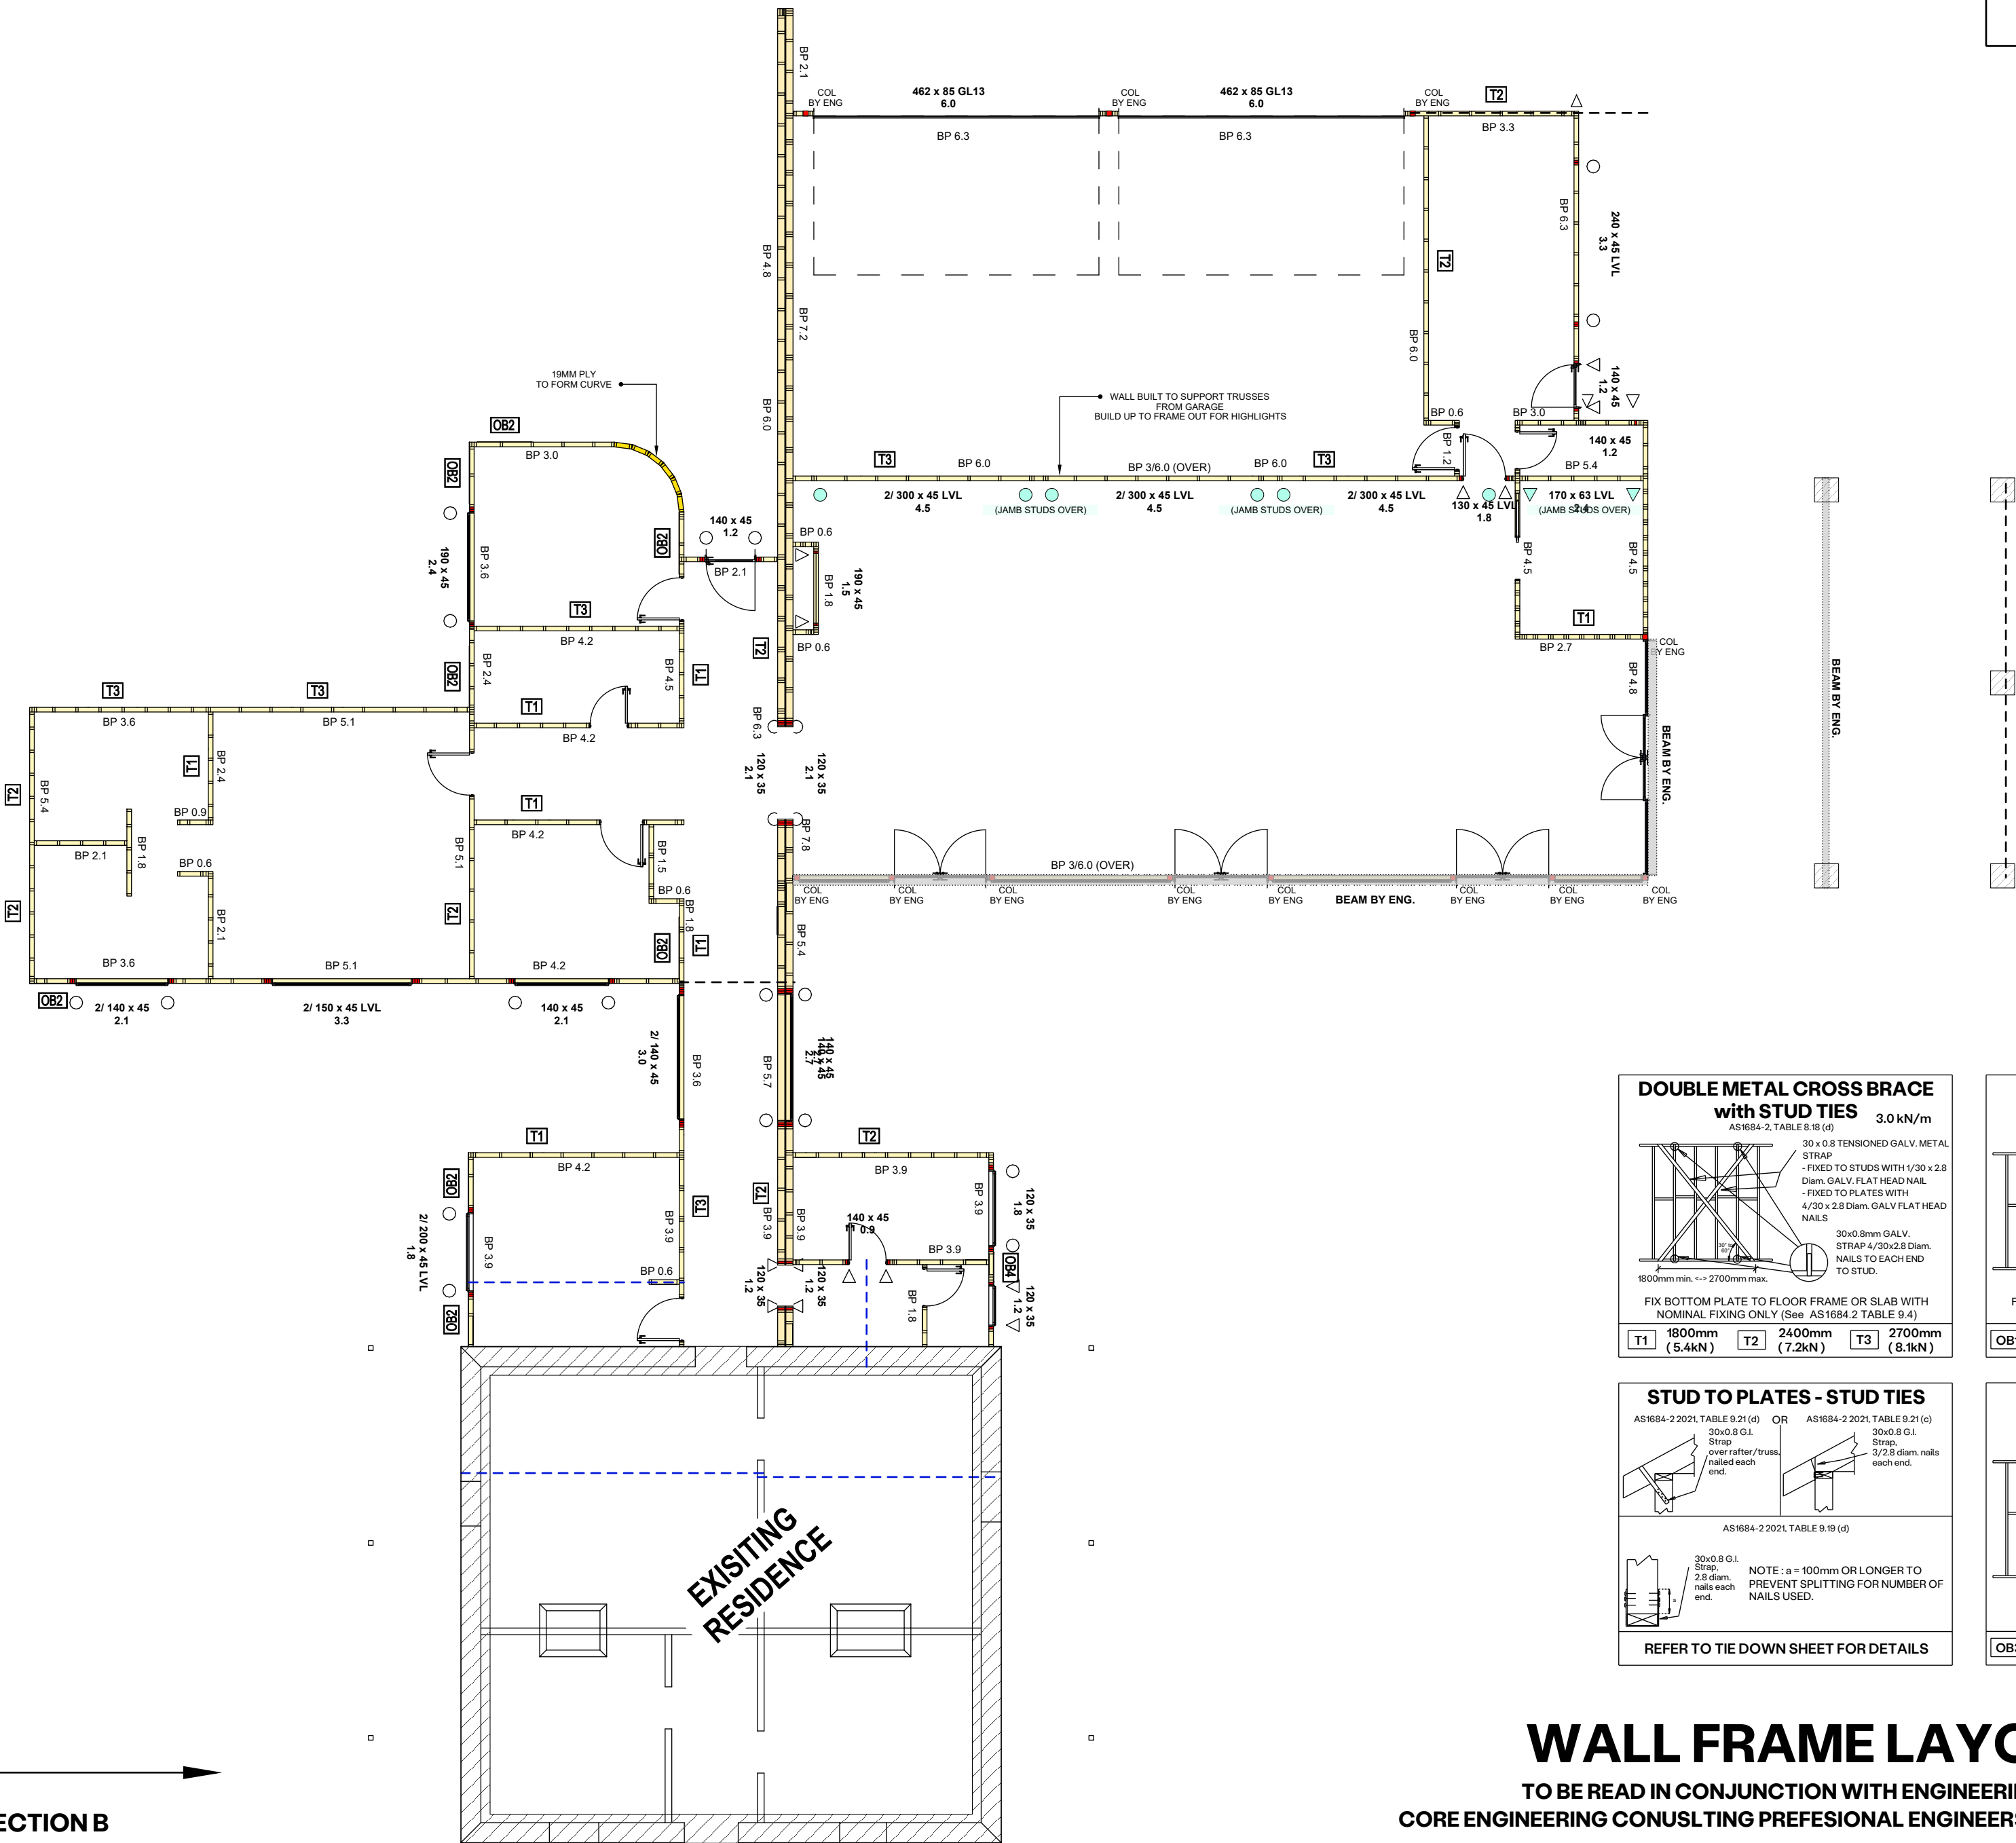 BP 2.1
COL
BY ENG
462 x 85 GL13
6.0
COL
BY ENG
462 x 85 GL13
6.0
COL
BY ENG
T2
BP 6.3
BP 6.3
BP 3.3
BP 4.8
BP 7.2
T2
BP 6.3
240 x 45 LVL
3.3
BP 6.0
140 x 45
1.2
19MM PLY
TO FORM CURVE
WALL BUILT TO SUPPORT TRUSSES
FROM GARAGE
BUILD UP TO FRAME OUT FOR HIGHLIGHTS
BP 6.0
BP 0.6
BP 3.0
OB2
BP 3.0
BP 1.2
140 x 45
1.2
OB2
T3
BP 6.0
BP 3/6.0 (OVER)
BP 6.0
T3
BP 5.4
2/ 300 x 45 LVL
4.5
(JAMB STUDS OVER)
2/ 300 x 45 LVL
4.5
(JAMB STUDS OVER)
2/ 300 x 45 LVL
4.5
130 x 45 LVL
1.8
170 x 63 LVL
2.4
(JAMB STUDS OVER)
140 x 45
1.2
BP 0.6
OB2
190 x 45
2.4
BP 3.6
BP 2.1
BP 1.8
190 x 45
1.5
BP 4.5
BP 4.5
T3
BP 4.2
T1
BP 0.6
BP 2.7
COL
BY ENG
T2
OB2
BP 2.4
BP 4.5
T1
BP 4.8
BEAM BY ENG.
T3
T3
T1
BP 3.6
BP 5.1
BP 4.2
BP 6.3
BEAM BY ENG.
T1
BP 2.4
120 x 35
2.1
120 x 35
2.1
T2
BP 5.4
T1
BP 0.9
BP 4.2
BP 7.8
BP 2.1
BP 1.8
BP 0.6
BP 5.1
BP 1.5
BP 3/6.0 (OVER)
BP 0.6
COL
BY ENG
COL
BY ENG
COL
BY ENG
COL
BY ENG
COL
BY ENG
BEAM BY ENG.
COL
BY ENG
COL
BY ENG
COL
BY ENG
T2
BP 2.1
T2
BP 1.8
OB2
T1
BP 5.4
BP 3.6
BP 5.1
BP 4.2
OB2
2/ 140 x 45
2.1
2/ 150 x 45 LVL
3.3
140 x 45
2.1
2/ 140 x 45
3.0
BP 3.6
BP 5.7
140 x 45
2.7
140 x 45
T1
T2
BP 4.2
BP 3.9
OB2
T3
T2
BP 3.9
120 x 35
1.8
2/ 200 x 45 LVL
1.8
BP 3.9
BP 3.9
BP 3.9
BP 3.9
140 x 45
0.9
BP 3.9
OB4
BP 0.6
120 x 35
1.2
120 x 35
1.2
BP 1.8
120 x 35
1.2
OB2
EXISITING
RESIDENCE
DOUBLE METAL CROSS BRACE
with STUD TIES 3.0 kN/m
AS1684-2, TABLE 8.18 (d)
30 x 0.8 TENSIONED GALV. METAL
STRAP
- FIXED TO STUDS WITH 1/30 x 2.8
Diam. GALV. FLAT HEAD NAIL
- FIXED TO PLATES WITH
4/30 x 2.8 Diam. GALV FLAT HEAD
NAILS
30x0.8mm GALV.
STRAP 4/30x2.8 Diam.
NAILS TO EACH END
TO STUD.
30° to
60°
1800mm min. <-> 2700mm max.
FIX BOTTOM PLATE TO FLOOR FRAME OR SLAB WITH
NOMINAL FIXING ONLY (See AS1684.2 TABLE 9.4)
T1 1800mm T2 2400mm T3 2700mm
( 5.4kN ) ( 7.2kN ) ( 8.1kN )
OB
STUD TO PLATES - STUD TIES
AS1684-2 2021, TABLE 9.21 (d) OR AS1684-2 2021, TABLE 9.21 (c)
30x0.8 G.I.
Strap
over rafter/truss,
nailed each
end.
30x0.8 G.I.
Strap,
3/2.8 diam. nails
each end.
AS1684-2 2021, TABLE 9.19 (d)
30x0.8 G.I.
Strap,
2.8 diam.
nails each
end.
a
NOTE : a = 100mm OR LONGER TO
PREVENT SPLITTING FOR NUMBER OF
NAILS USED.
REFER TO TIE DOWN SHEET FOR DETAILS
OB
WALL FRAME LAYO
TO BE READ IN CONJUNCTION WITH ENGINEERI
CORE ENGINEERING CONUSLTING PREFESIONAL ENGINEERS
ECTION B